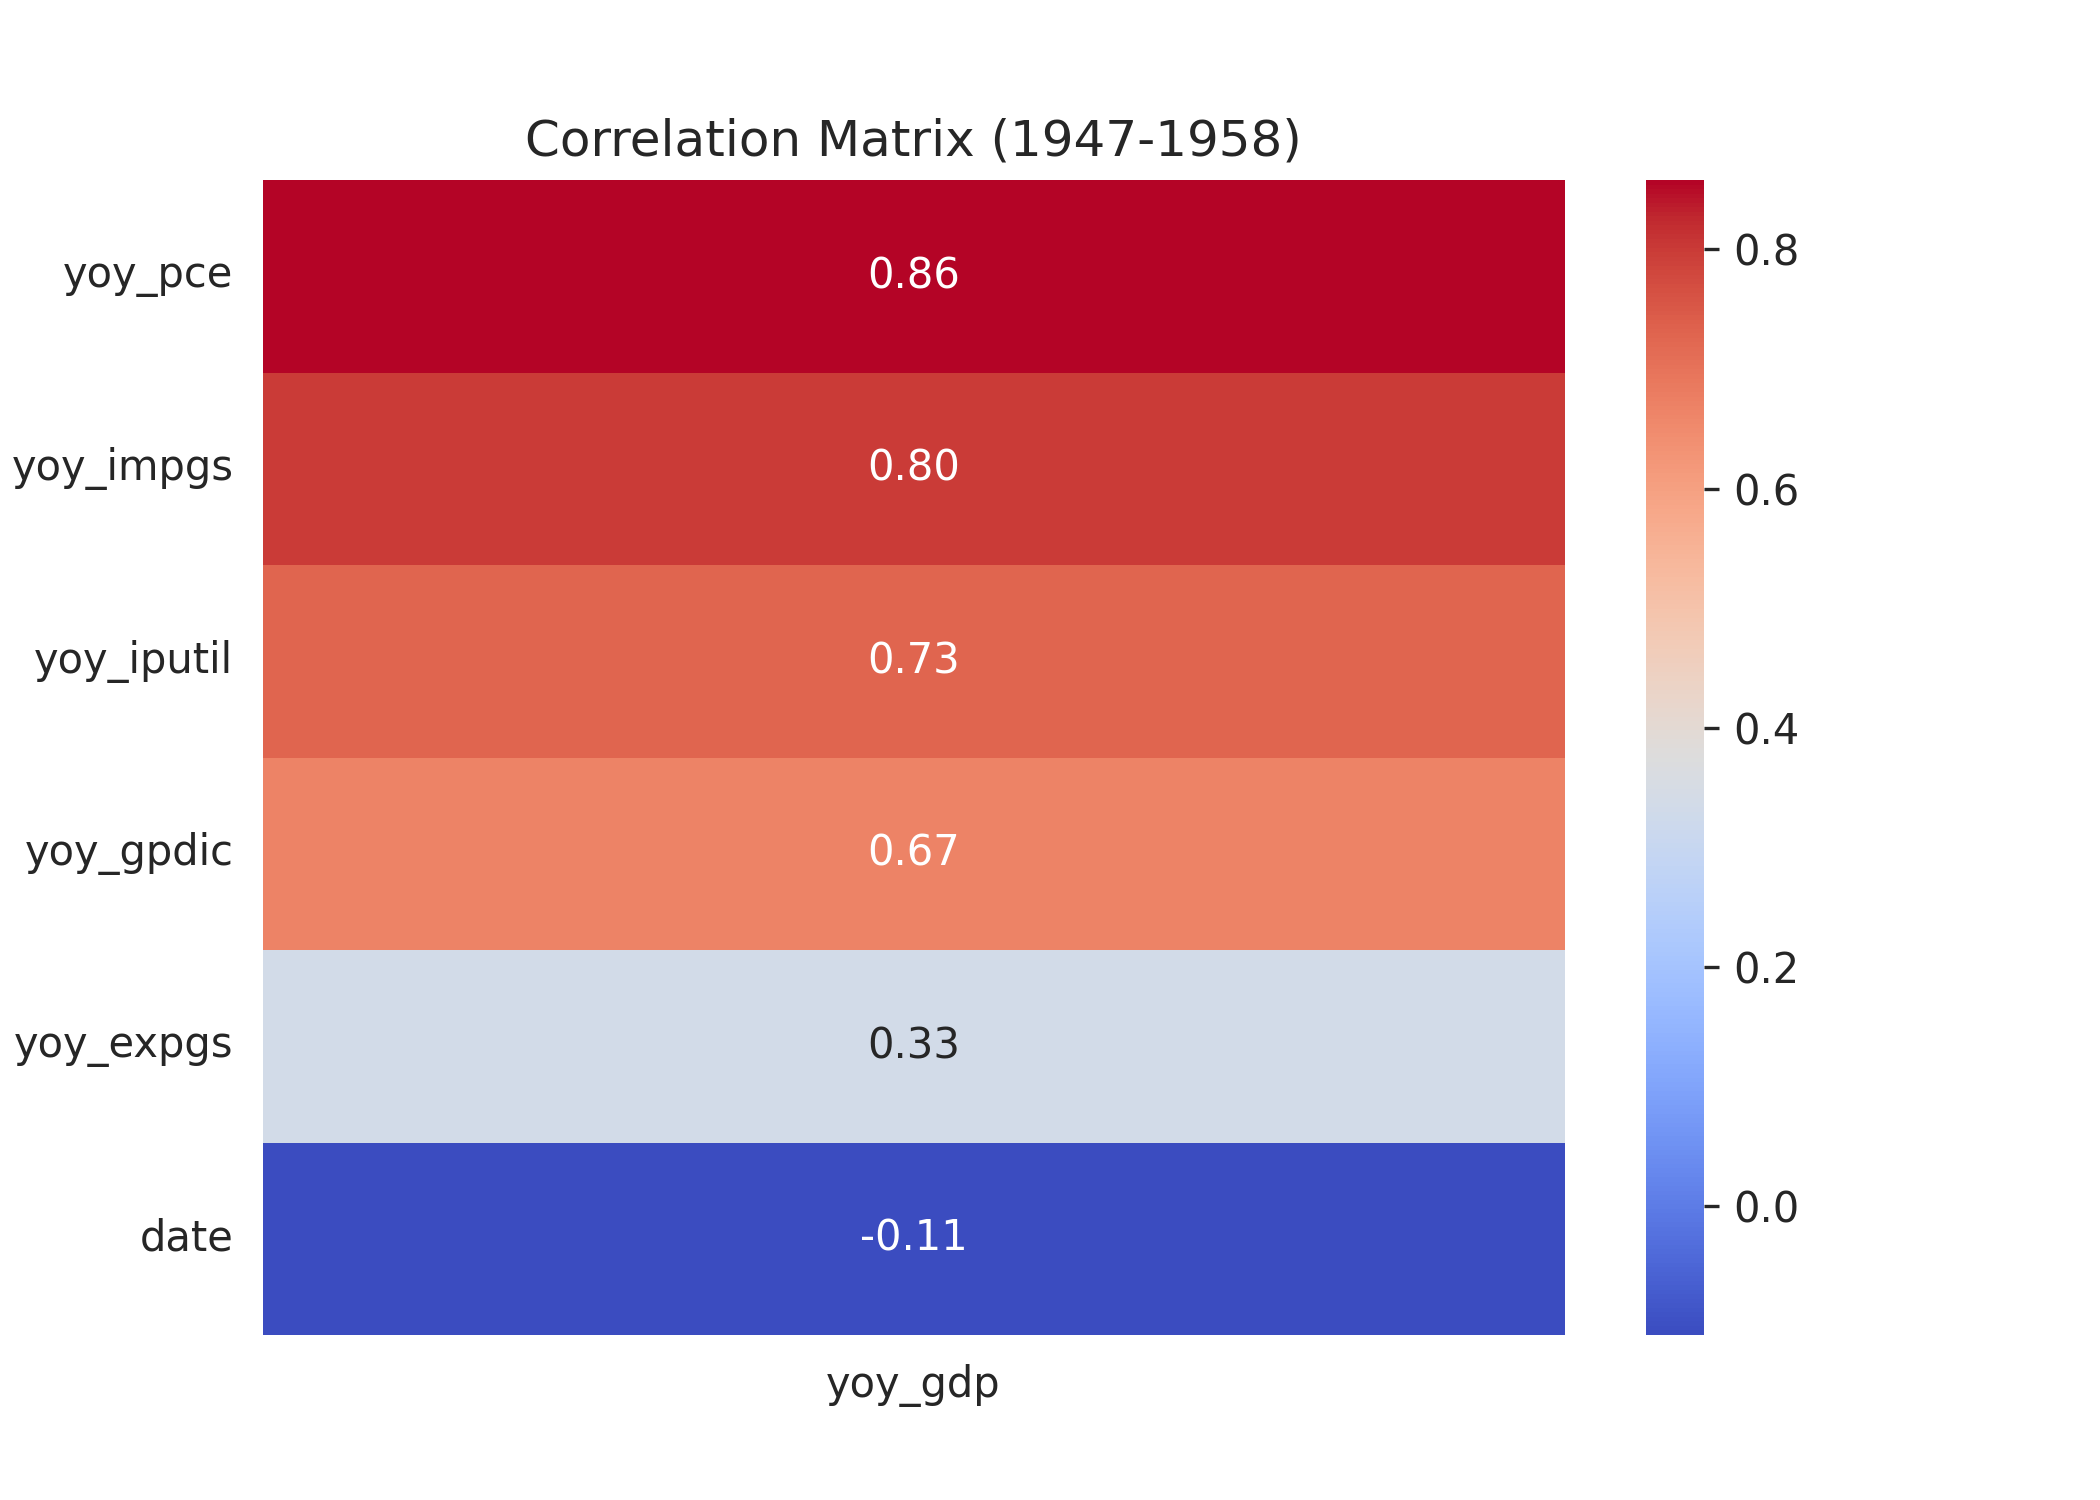 Correlation Matrix (1947-1958)
yoy_pce 0.86
yoy_impgs 0.80
yoy_iputil 0.73
yoy_gpdic 0.67
yoy_expgs 0.33
date -0.11
yoy_gdp
0.8
0.6
0.4
0.2
0.0